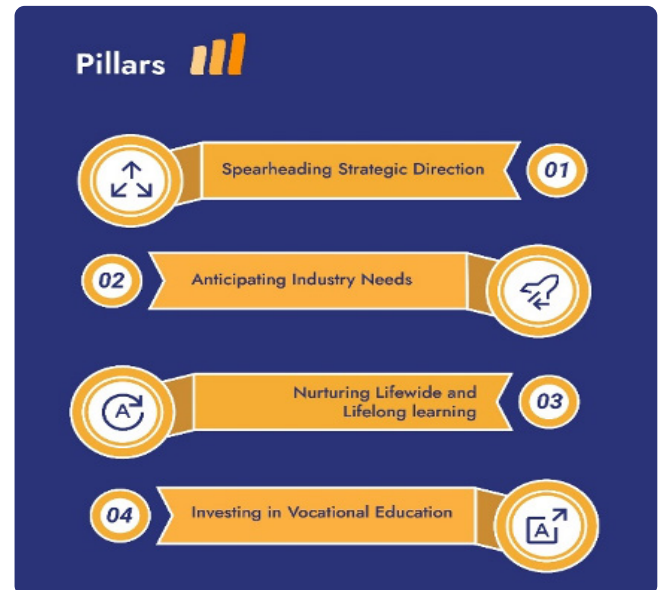 Pillars
Spearheading Strategic Direction
01
02
Anticipating Industry Needs
Nurturing Lifewide and
Lifelong learning
03
A
04
Investing in Vocational Education
A